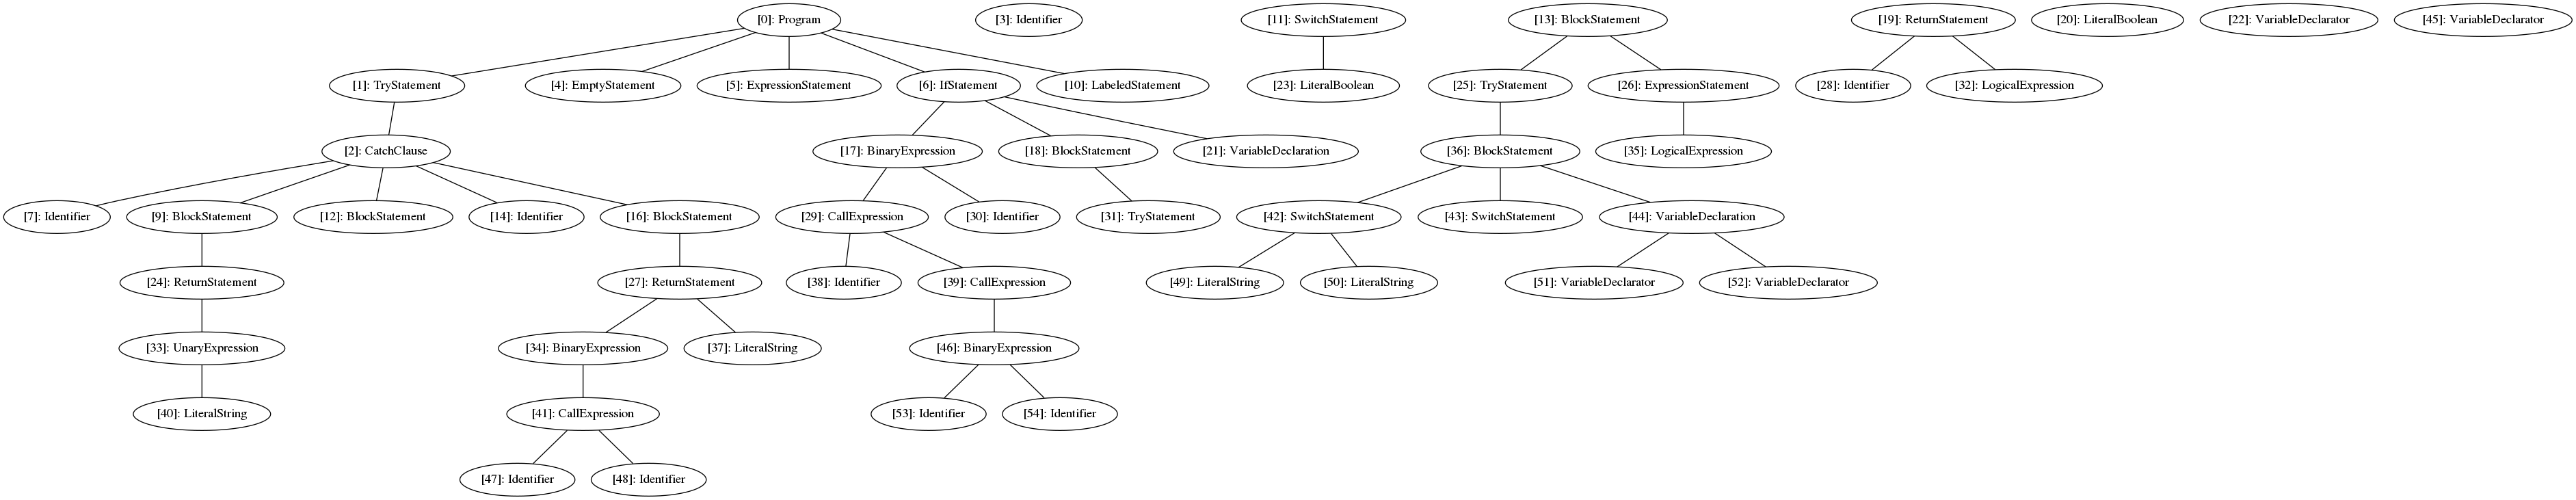 [0]: Program
[3]: Identifier
[11]: SwitchStatement
[13]: BlockStatement
[19]: ReturnStatement
[20]: LiteralBoolean
[22]: VariableDeclarator
[45]: VariableDeclarator
[1]: TryStatement
[4]: EmptyStatement
[5]: ExpressionStatement
[6]: IfStatement
[10]: LabeledStatement
[23]: LiteralBoolean
[25]: TryStatement
[26]: ExpressionStatement
[28]: Identifier
[32]: LogicalExpression
[2]: CatchClause
[17]: BinaryExpression
[18]: BlockStatement
[21]: VariableDeclaration
[36]: BlockStatement
[35]: LogicalExpression
[7]: Identifier
[9]: BlockStatement
[12]: BlockStatement
[14]: Identifier
[16]: BlockStatement
[29]: CallExpression
[30]: Identifier
[31]: TryStatement
[42]: SwitchStatement
[43]: SwitchStatement
[44]: VariableDeclaration
[24]: ReturnStatement
[27]: ReturnStatement
[38]: Identifier
[39]: CallExpression
[49]: LiteralString
[50]: LiteralString
[51]: VariableDeclarator
[52]: VariableDeclarator
[33]: UnaryExpression
[34]: BinaryExpression
[37]: LiteralString
[46]: BinaryExpression
[40]: LiteralString
[41]: CallExpression
[53]: Identifier
[54]: Identifier
[47]: Identifier
[48]: Identifier